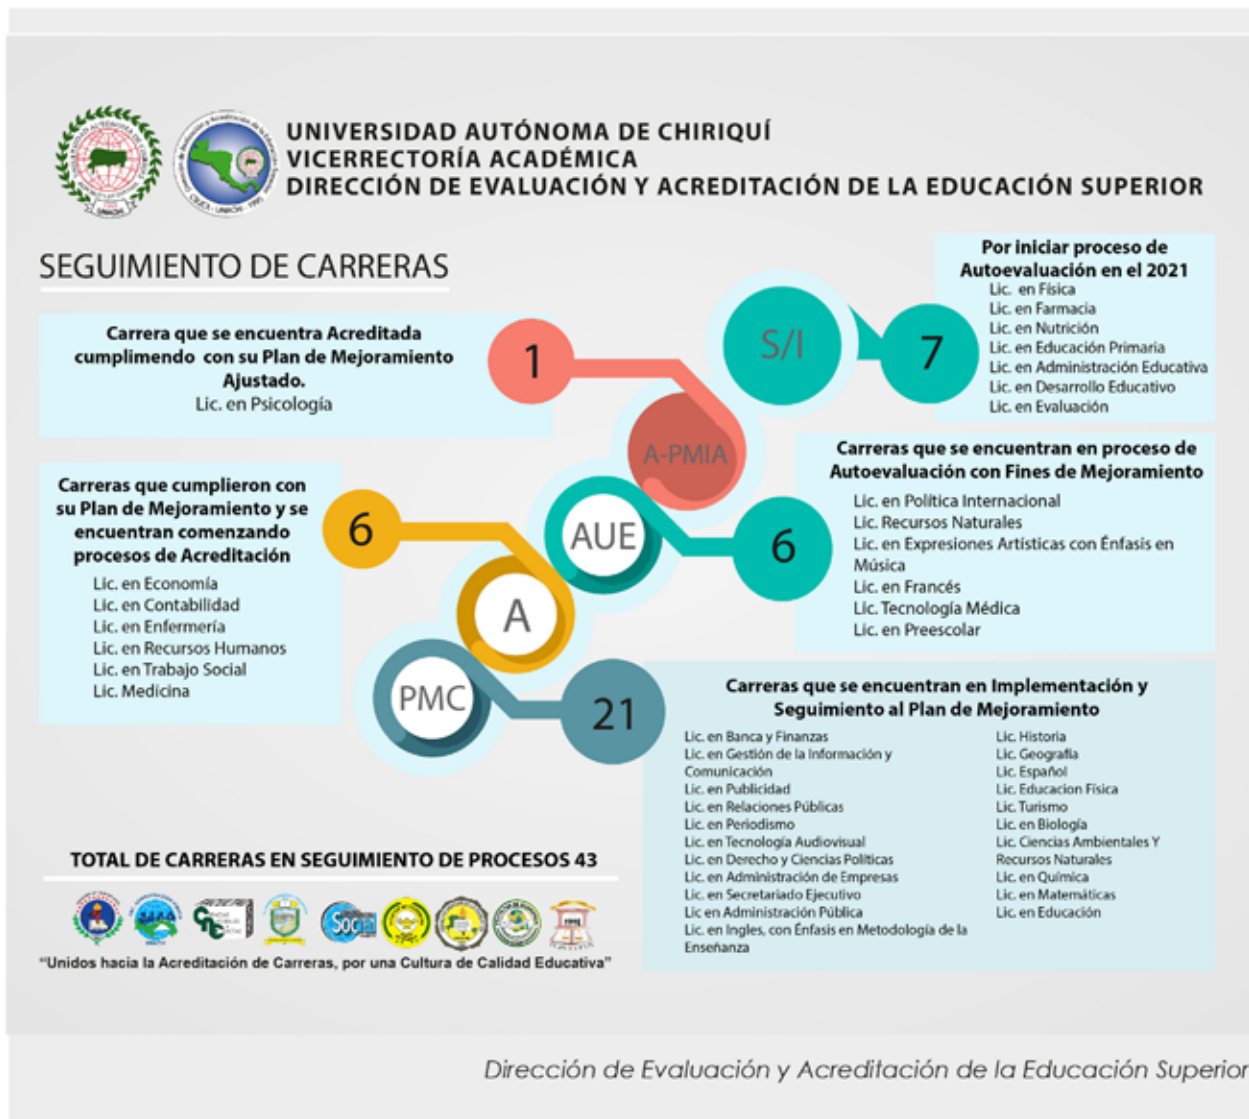 UNIVERSIDAD AUTÓNOMA DE CHIRIQUÍ
VICERRECTORÍA ACADÉMICA
DIRECCIÓN DE EVALUACIÓN Y ACREDITACIÓN DE LA EDUCACIÓN SUPERIOR
SEGUIMIENTO DE CARRERAS
Carrera que se encuentra Acreditada
cumplimendo con su Plan de Mejoramiento
Ajustado.
Lic. en Psicología
1
A-PMIA
S/I
7
Por iniciar proceso de
Autoevaluación en el 2021
Lic. en Física
Lic. en Farmacia
Lic. en Nutrición
Lic. en Educación Primaria
Lic. en Administración Educativa
Lic. en Desarrollo Educativo
Lic. en Evaluación
Carreras que cumplieron con
su Plan de Mejoramiento y se
encuentran comenzando
procesos de Acreditación
Lic. en Economía
Lic. en Contabilidad
Lic. en Enfermería
Lic. en Recursos Humanos
Lic. en Trabajo Social
Lic. Medicina
6
A
AUE
6
Carreras que se encuentran en proceso de
Autoevaluación con Fines de Mejoramiento
Lic. en Política Internacional
Lic. Recursos Naturales
Lic. en Expresiones Artísticas con Énfasis en
Música
Lic. en Francés
Lic. Tecnología Médica
Lic. en Preescolar
PMC
21
Carreras que se encuentran en Implementación y
Seguimiento al Plan de Mejoramiento
Lic. en Banca y Finanzas
Lic. en Gestión de la Información y
Comunicación
Lic. en Publicidad
Lic. en Relaciones Públicas
Lic. en Periodismo
Lic. en Tecnología Audiovisual
Lic. en Derecho y Ciencias Políticas
Lic. en Administración de Empresas
Lic. en Secretariado Ejecutivo
Lic en Administración Pública
Lic. en Ingles, con Énfasis en Metodología de la
Enseñanza
Lic. Historia
Lic. Geografía
Lic. Español
Lic. Educacion Física
Lic. Turismo
Lic. en Biología
Lic. Ciencias Ambientales Y
Recursos Naturales
Lic. en Química
Lic. en Matemáticas
Lic. en Educación
TOTAL DE CARRERAS EN SEGUIMIENTO DE PROCESOS 43
Social
“Unidos hacia la Acreditación de Carreras, por una Cultura de Calidad Educativa”
Dirección de Evaluación y Acreditación de la Educación Superior